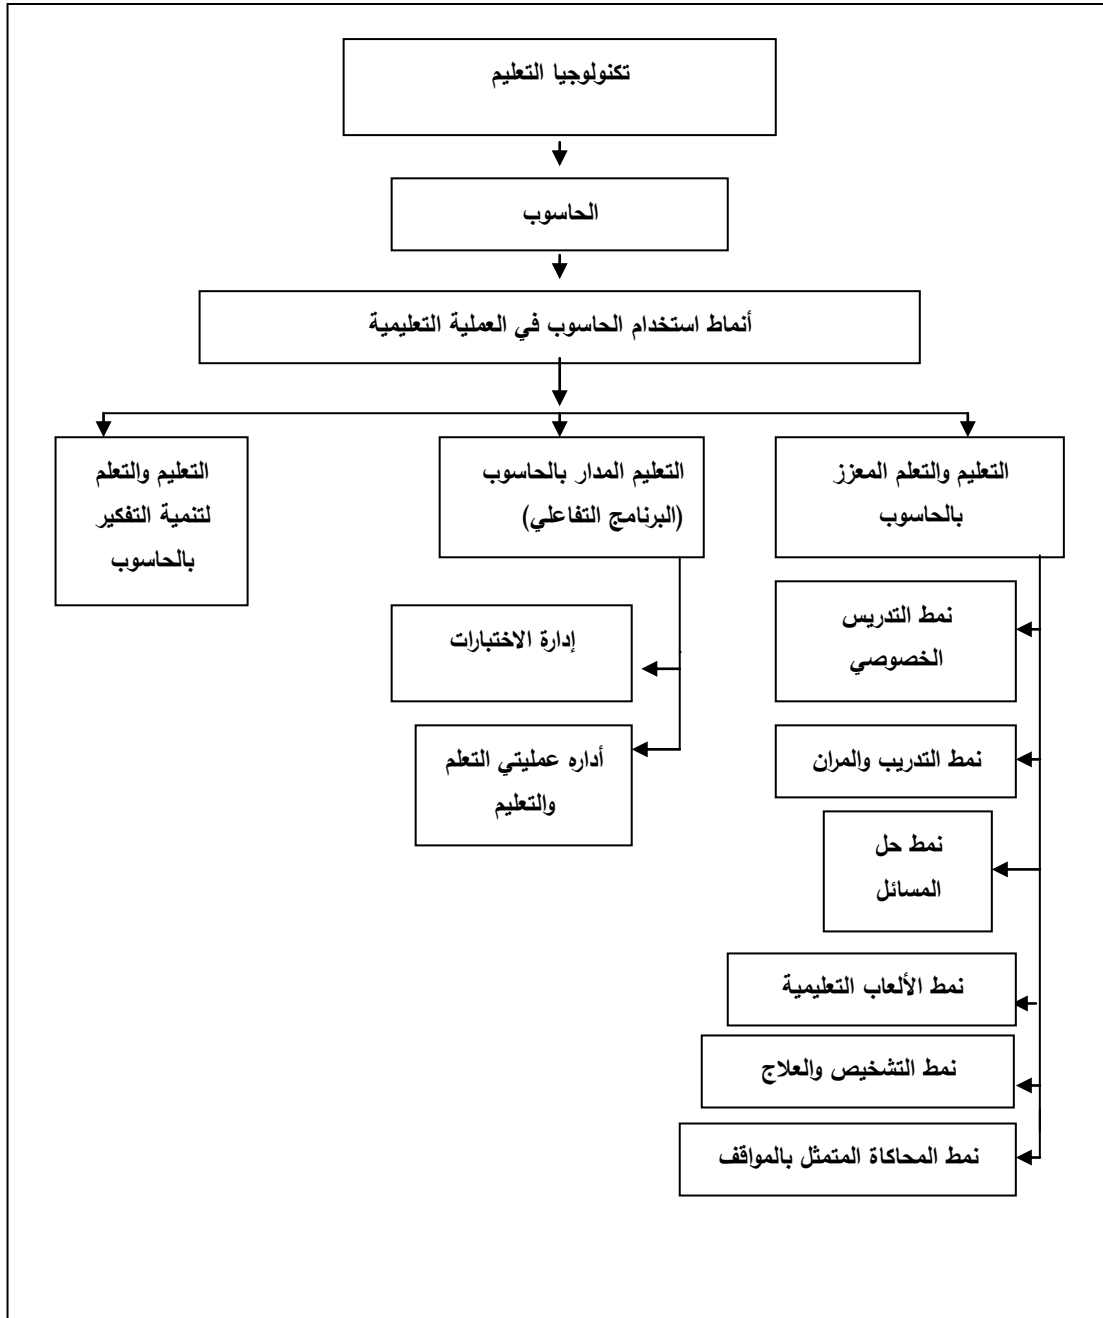 تكنولوجيا التعليم
الحاسوب
أنماط استخدام الحاسوب في العملية التعليمية
التعليم والتعلم المعزز
بالحاسوب
نمط التدريس
الخصوصي
نمط التدريب والمران
نمط حل
المسائل
نمط الألعاب التعليمية
نمط التشخيص والعلاج
نمط المحاكاة المتمثل بالمواقف
التعليم المدار بالحاسوب
(البرنامج التفاعلي)
إدارة الاختبارات
أداره عمليتي التعلم
والتعليم
التعليم والتعلم
لتنمية التفكير
بالحاسوب